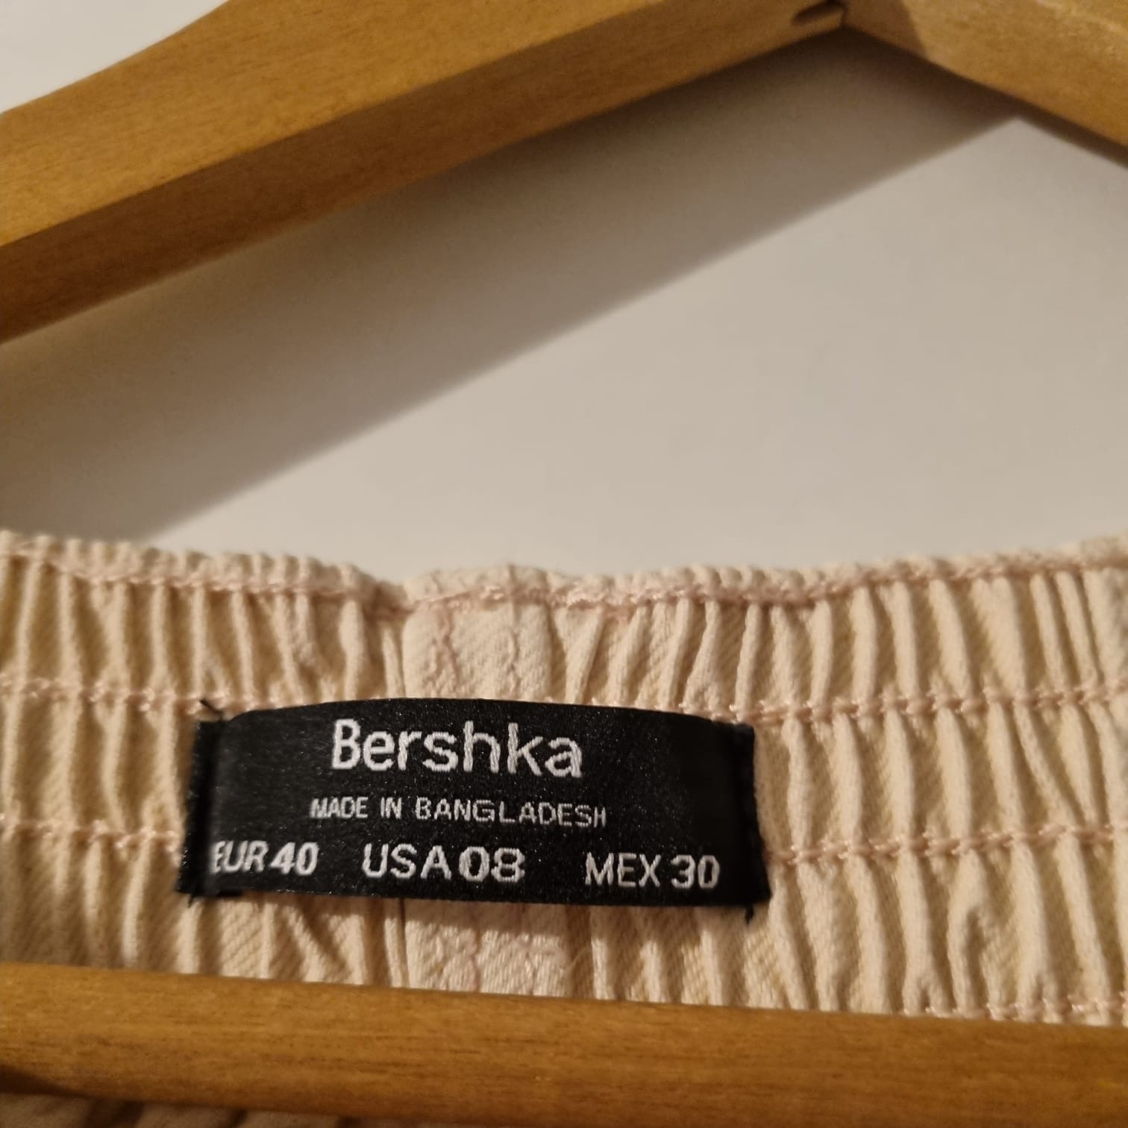 Bershka
MADE IN BANGLADESH
EUR 40 USA 08 MEX 30